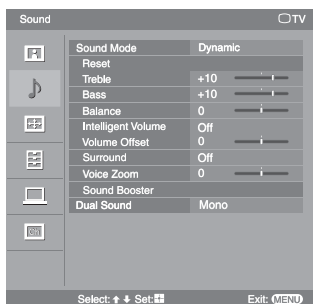 Sound TV
Sound Mode Dynamic
Reset
Treble +10
Bass +10
Balance 0
Intelligent Volume Off
Volume Offset 0
Surround Off
Voice Zoom 0
Sound Booster
Dual Sound Mono
Select: Set: Exit: MENU